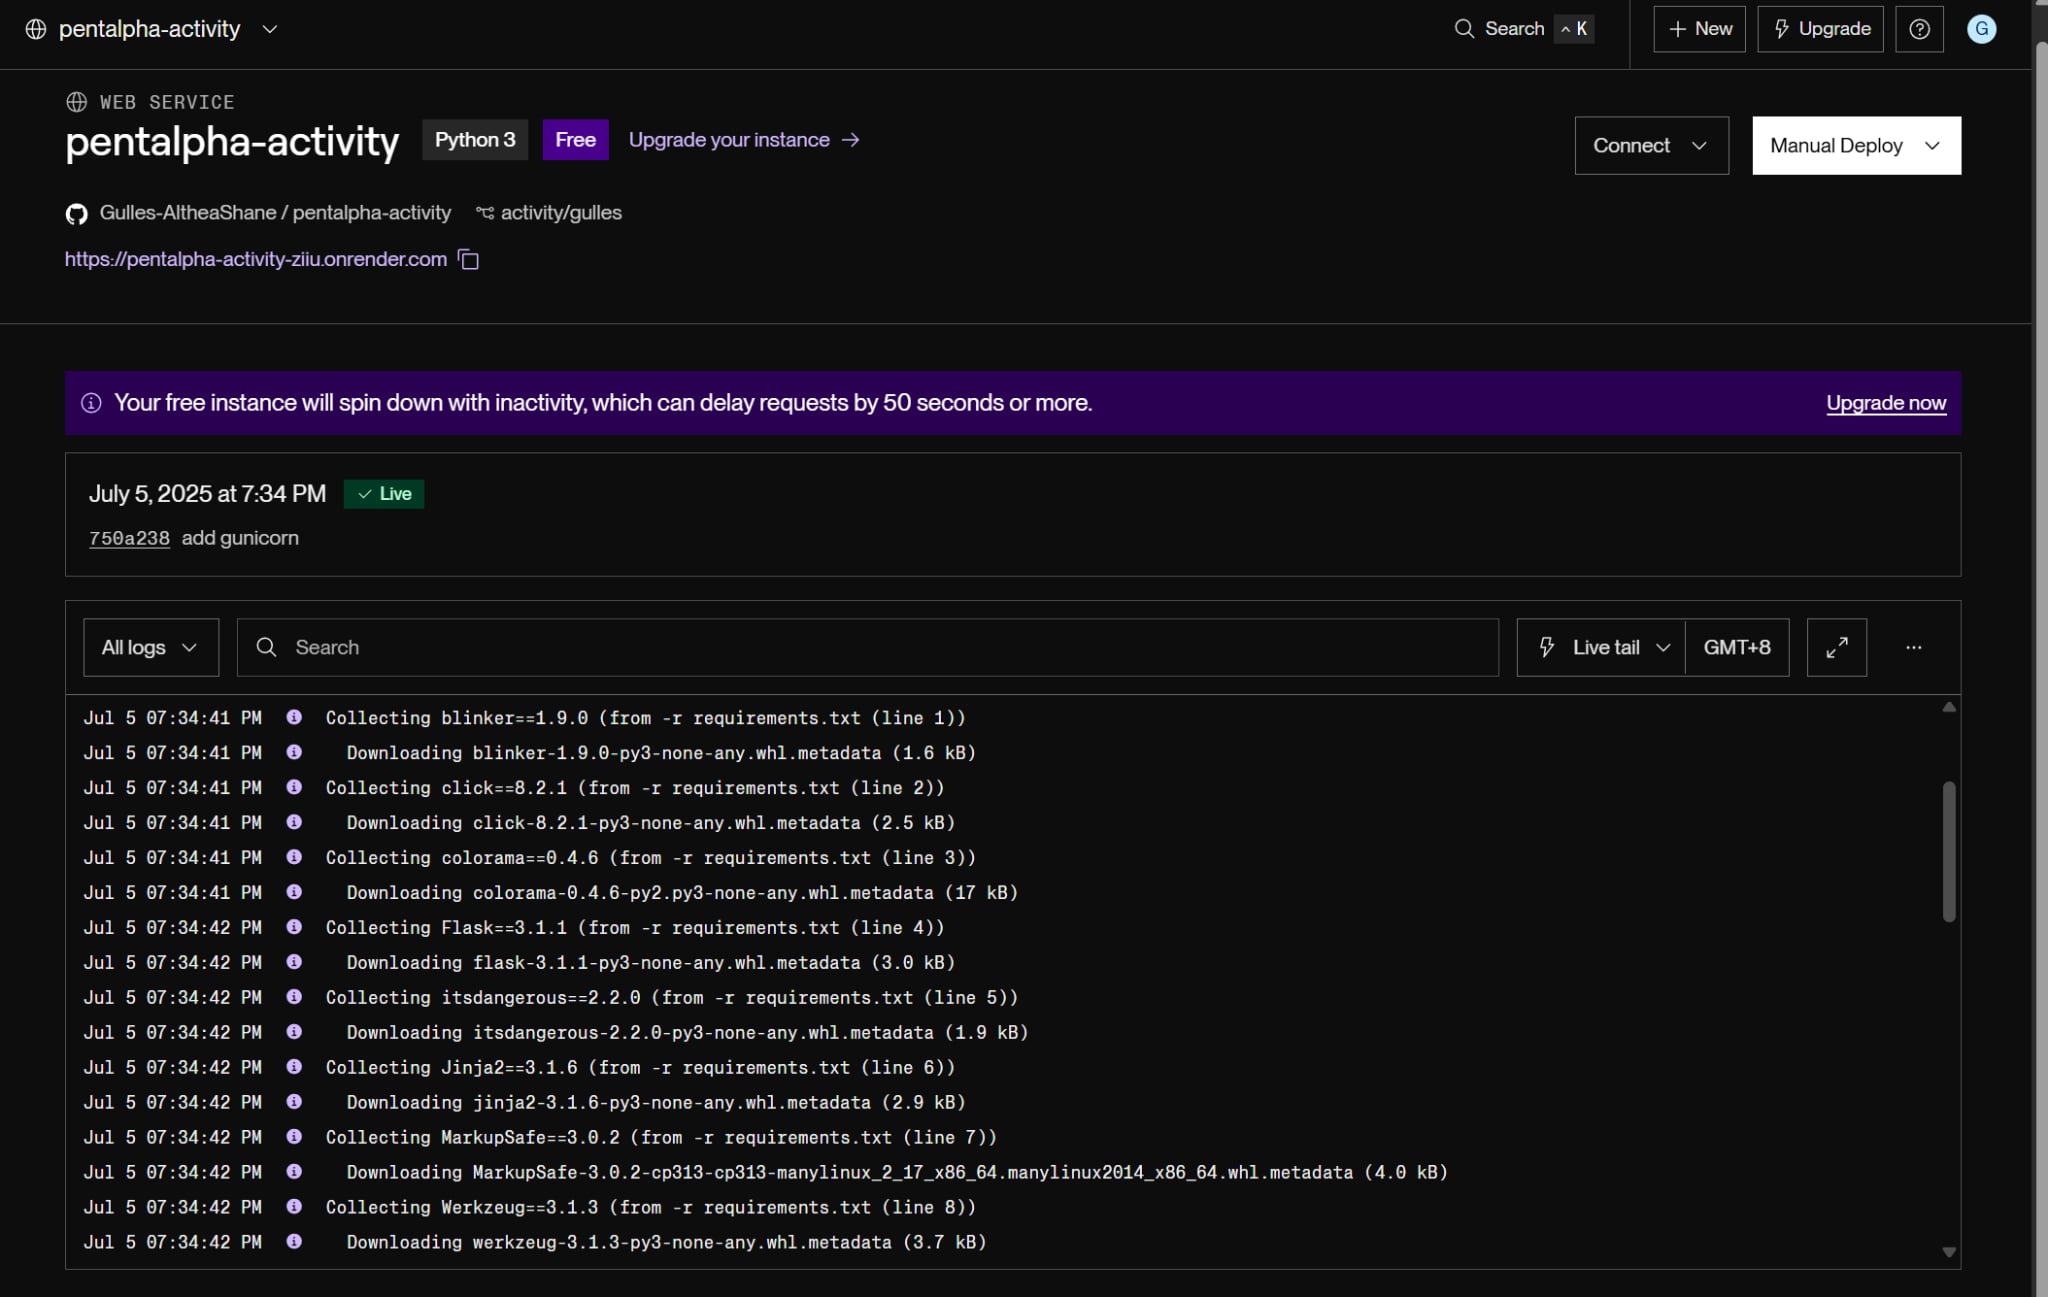 pentalpha-activity
Search ^ K
+ New
Upgrade
G
WEB SERVICE
pentalpha-activity Python 3 Free Upgrade your instance →
Connect
Manual Deploy
Gulles-AltheaShane / pentalpha-activity activity/gulles
https://pentalpha-activity-ziiu.onrender.com
Your free instance will spin down with inactivity, which can delay requests by 50 seconds or more.
Upgrade now
July 5, 2025 at 7:34 PM Live
750a238 add gunicorn
All logs
Search
Live tail
GMT+8
Jul 5 07:34:41 PM Collecting blinker==1.9.0 (from -r requirements.txt (line 1))
Jul 5 07:34:41 PM Downloading blinker-1.9.0-py3-none-any.whl.metadata (1.6 kB)
Jul 5 07:34:41 PM Collecting click==8.2.1 (from -r requirements.txt (line 2))
Jul 5 07:34:41 PM Downloading click-8.2.1-py3-none-any.whl.metadata (2.5 kB)
Jul 5 07:34:41 PM Collecting colorama==0.4.6 (from -r requirements.txt (line 3))
Jul 5 07:34:41 PM Downloading colorama-0.4.6-py2.py3-none-any.whl.metadata (17 kB)
Jul 5 07:34:42 PM Collecting Flask==3.1.1 (from -r requirements.txt (line 4))
Jul 5 07:34:42 PM Downloading flask-3.1.1-py3-none-any.whl.metadata (3.0 kB)
Jul 5 07:34:42 PM Collecting itsdangerous==2.2.0 (from -r requirements.txt (line 5))
Jul 5 07:34:42 PM Downloading itsdangerous-2.2.0-py3-none-any.whl.metadata (1.9 kB)
Jul 5 07:34:42 PM Collecting Jinja2==3.1.6 (from -r requirements.txt (line 6))
Jul 5 07:34:42 PM Downloading jinja2-3.1.6-py3-none-any.whl.metadata (2.9 kB)
Jul 5 07:34:42 PM Collecting MarkupSafe==3.0.2 (from -r requirements.txt (line 7))
Jul 5 07:34:42 PM Downloading MarkupSafe-3.0.2-cp313-cp313-manylinux_2_17_x86_64.manylinux2014_x86_64.whl.metadata (4.0 kB)
Jul 5 07:34:42 PM Collecting Werkzeug==3.1.3 (from -r requirements.txt (line 8))
Jul 5 07:34:42 PM Downloading werkzeug-3.1.3-py3-none-any.whl.metadata (3.7 kB)